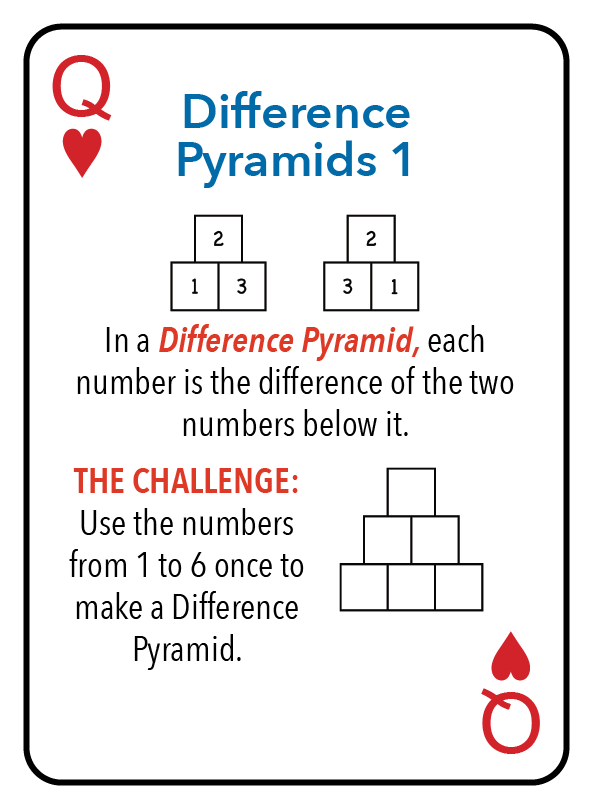 Q
Difference
Pyramids 1
2
2
1 3
3 1
In a Difference Pyramid, each
number is the difference of the two
numbers below it.
THE CHALLENGE:
Use the numbers
from 1 to 6 once to
make a Difference
Pyramid.
Q